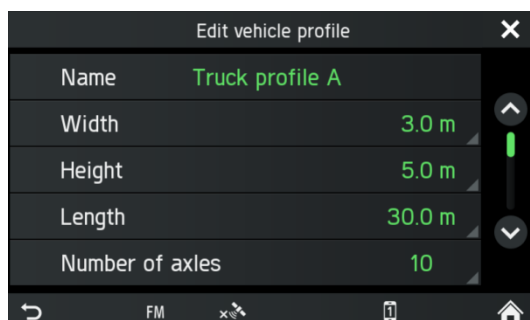 Edit vehicle profile
Name Truck profile A
Width 3.0 m
Height 5.0 m
Length 30.0 m
Number of axles 10
FM 1